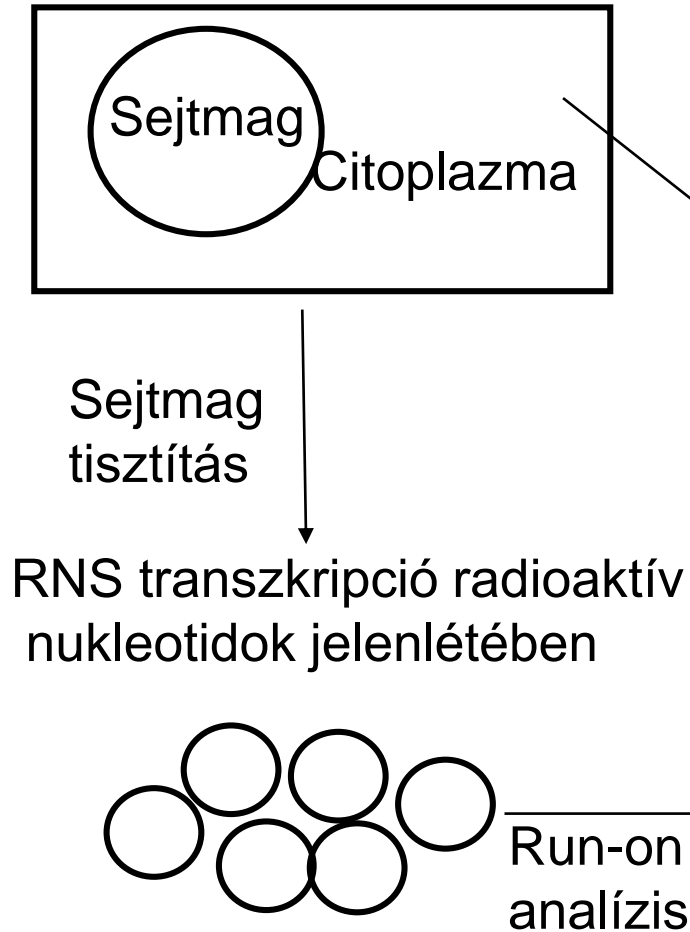 Sejtmag
Citoplazma
Sejtmag
tisztítás
RNS transzkripció radioaktív
nukleotidok jelenlétében
Run-on
analízis